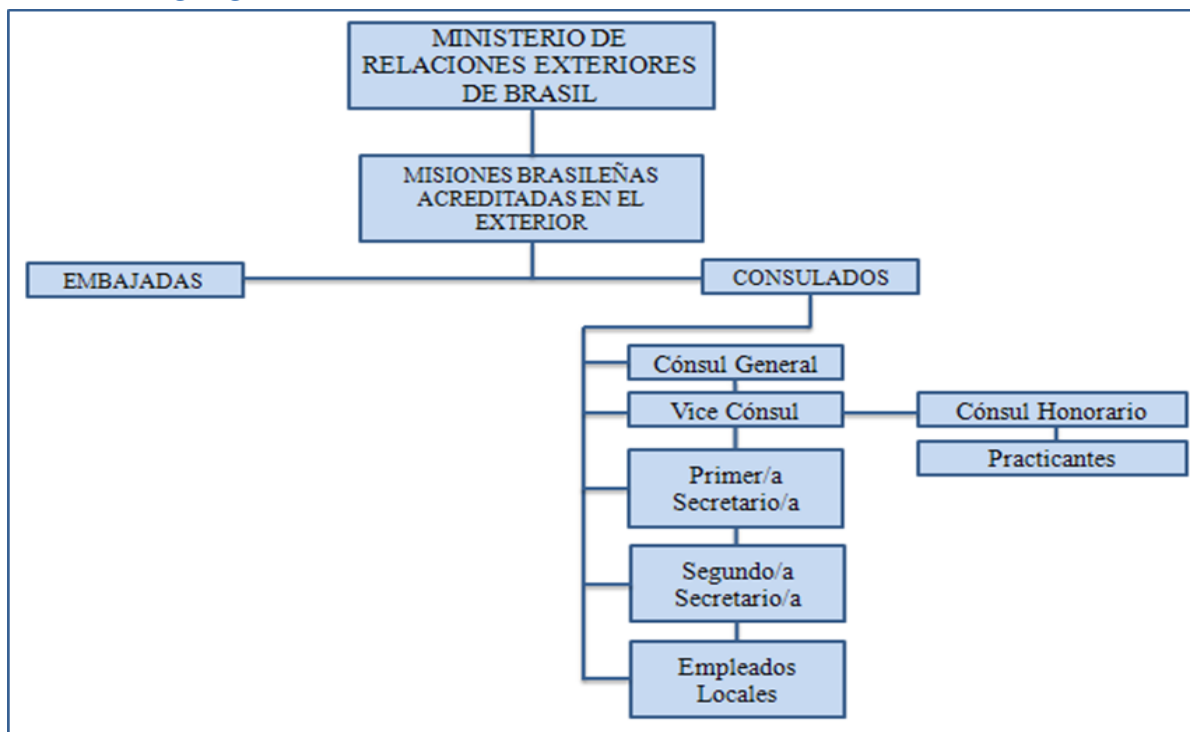 MINISTERIO DE
RELACIONES EXTERIORES
DE BRASIL
MISIONES BRASILEÑAS
ACREDITADAS EN EL
EXTERIOR
EMBAJADAS
CONSULADOS
Cónsul General
Vice Cónsul
Cónsul Honorario
Practicantes
Primer/a
Secretario/a
Segundo/a
Secretario/a
Empleados
Locales